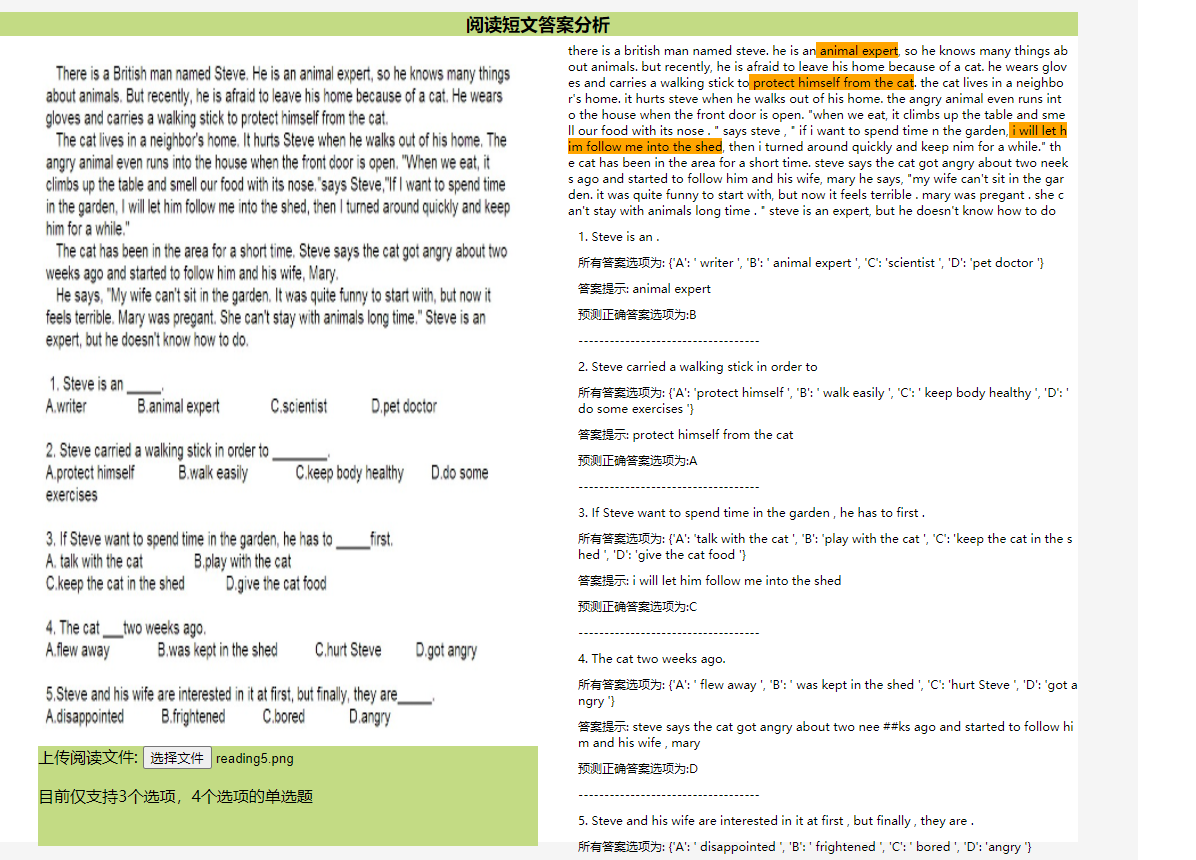 阅读短文答案分析
There is a British man named Steve. He is an animal expert, so he knows many things
about animals. But recently, he is afraid to leave his home because of a cat. He wears
gloves and carries a walking stick to protect himself from the cat.
The cat lives in a neighbor's home. It hurts Steve when he walks out of his home. The
angry animal even runs into the house when the front door is open. "When we eat, it
climbs up the table and smell our food with its nose."says Steve,"If I want to spend time
in the garden, I will let him follow me into the shed, then I turned around quickly and keep
him for a while."
The cat has been in the area for a short time. Steve says the cat got angry about two
weeks ago and started to follow him and his wife, Mary.
He says, "My wife can't sit in the garden. It was quite funny to start with, but now it
feels terrible. Mary was pregant. She can't stay with animals long time." Steve is an
expert, but he doesn't know how to do.
1. Steve is an _____.
A.writer B.animal expert C.scientist D.pet doctor
2. Steve carried a walking stick in order to ________.
A.protect himself B.walk easily C.keep body healthy D.do some
exercises
3. If Steve want to spend time in the garden, he has to _____first.
A. talk with the cat B.play with the cat
C.keep the cat in the shed D.give the cat food
4. The cat ___two weeks ago.
A.flew away B.was kept in the shed C.hurt Steve D.got angry
5.Steve and his wife are interested in it at first, but finally, they are_____.
A.disappointed B.frightened C.bored D.angry
上传阅读文件: 选择文件 reading5.png
目前仅支持3个选项，4个选项的单选题
there is a british man named steve. he is an animal expert, so he knows many things ab
out animals. but recently, he is afraid to leave his home because of a cat. he wears glov
es and carries a walking stick to protect himself from the cat. the cat lives in a neighbo
r's home. it hurts steve when he walks out of his home. the angry animal even runs int
o the house when the front door is open. "when we eat, it climbs up the table and sme
ll our food with its nose . " says steve , " if i want to spend time n the garden, i will let h
im follow me into the shed, then i turned around quickly and keep nim for a while." th
e cat has been in the area for a short time. steve says the cat got angry about two neek
s ago and started to follow him and his wife, mary he says, "my wife can't sit in the gar
den. it was quite funny to start with, but now it feels terrible . mary was pregant . she c
an't stay with animals long time . " steve is an expert, but he doesn't know how to do
1. Steve is an .
所有答案选项为: {'A': ' writer ', 'B': ' animal expert ', 'C': 'scientist ', 'D': 'pet doctor '}
答案提示: animal expert
预测正确答案选项为:B
-----------------------------------
2. Steve carried a walking stick in order to
所有答案选项为: {'A': 'protect himself ', 'B': ' walk easily ', 'C': ' keep body healthy ', 'D': '
do some exercises '}
答案提示: protect himself from the cat
预测正确答案选项为:A
-----------------------------------
3. If Steve want to spend time in the garden , he has to first .
所有答案选项为: {'A': 'talk with the cat ', 'B': 'play with the cat ', 'C': 'keep the cat in the s
hed ', 'D': 'give the cat food '}
答案提示: i will let him follow me into the shed
预测正确答案选项为:C
-----------------------------------
4. The cat two weeks ago.
所有答案选项为: {'A': ' flew away ', 'B': ' was kept in the shed ', 'C': 'hurt Steve ', 'D': 'got a
ngry '}
答案提示: steve says the cat got angry about two nee ##ks ago and started to follow hi
m and his wife , mary
预测正确答案选项为:D
-----------------------------------
5. Steve and his wife are interested in it at first , but finally , they are .
所有答案选项为: {'A': ' disappointed ', 'B': ' frightened ', 'C': ' bored ', 'D': 'angry '}